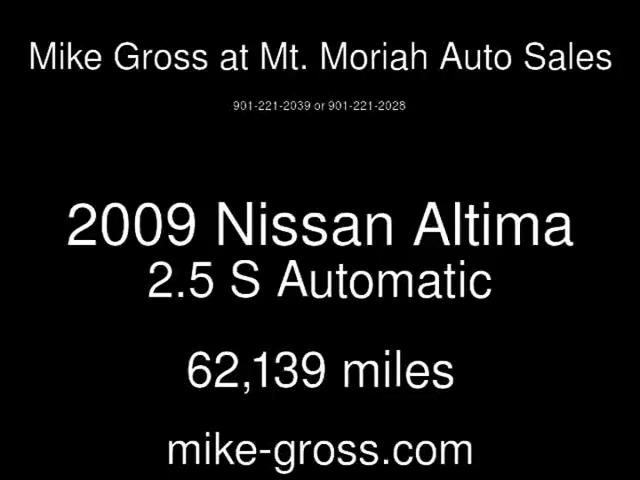 Mike Gross at Mt. Moriah Auto Sales
901-221-2039 or 901-221-2028
2009 Nissan Altima
2.5 S Automatic
62,139 miles
mike-gross.com